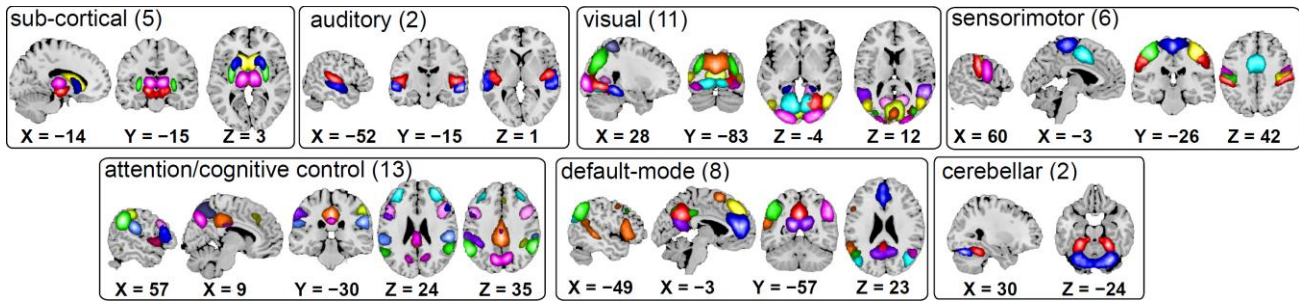 sub-cortical (5)
X = −14 Y = −15 Z = 3
auditory (2)
X = −52 Y = −15 Z = 1
visual (11)
X = 28 Y = −83 Z = -4 Z = 12
sensorimotor (6)
X = 60 X = −3 Y = −26 Z = 42
attention/cognitive control (13)
X = 57 X = 9 Y = −30 Z = 24 Z = 35
default-mode (8)
X = −49 X = −3 Y = −57 Z = 23
cerebellar (2)
X = 30 Z = −24